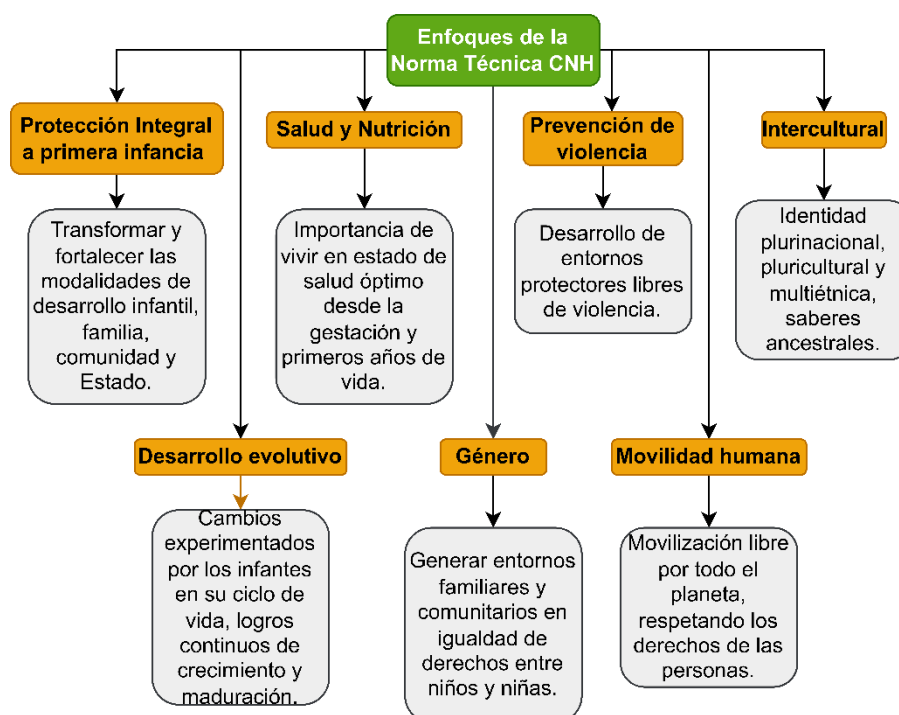 Enfoques de la
Norma Técnica CNH
Protección Integral
a primera infancia
Salud y Nutrición
Prevención de
violencia
Intercultural
Transformar y
fortalecer las
modalidades de
desarrollo infantil,
familia,
comunidad y
Estado.
Importancia de
vivir en estado de
salud óptimo
desde la
gestación y
primeros años de
vida.
Desarrollo de
entornos
protectores libres
de violencia.
Identidad
plurinacional,
pluricultural y
multiétnica,
saberes
ancestrales.
Desarrollo evolutivo
Género
Movilidad humana
Cambios
experimentados
por los infantes
en su ciclo de
vida, logros
continuos de
crecimiento y
maduración.
Generar entornos
familiares y
comunitarios en
igualdad de
derechos entre
niños y niñas.
Movilización libre
por todo el
planeta,
respetando los
derechos de las
personas.